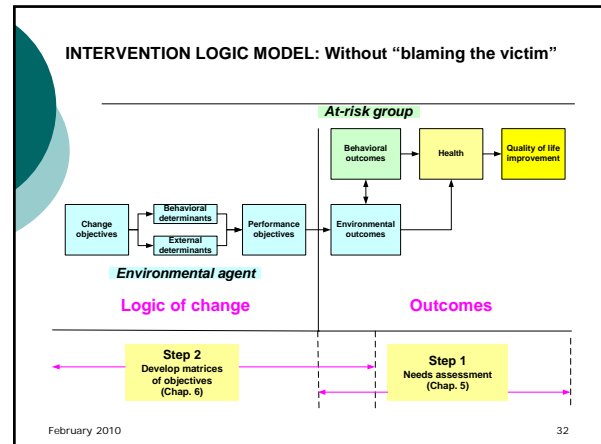 INTERVENTION LOGIC MODEL: Without “blaming the victim”
At-risk group
Behavioral
outcomes
Health
Quality of life
improvement
Change
objectives
Behavioral
determinants
External
determinants
Performance
objectives
Environmental
outcomes
Environmental agent
Logic of change
Outcomes
Step 2
Develop matrices
of objectives
(Chap. 6)
Step 1
Needs assessment
(Chap. 5)
February 2010
32